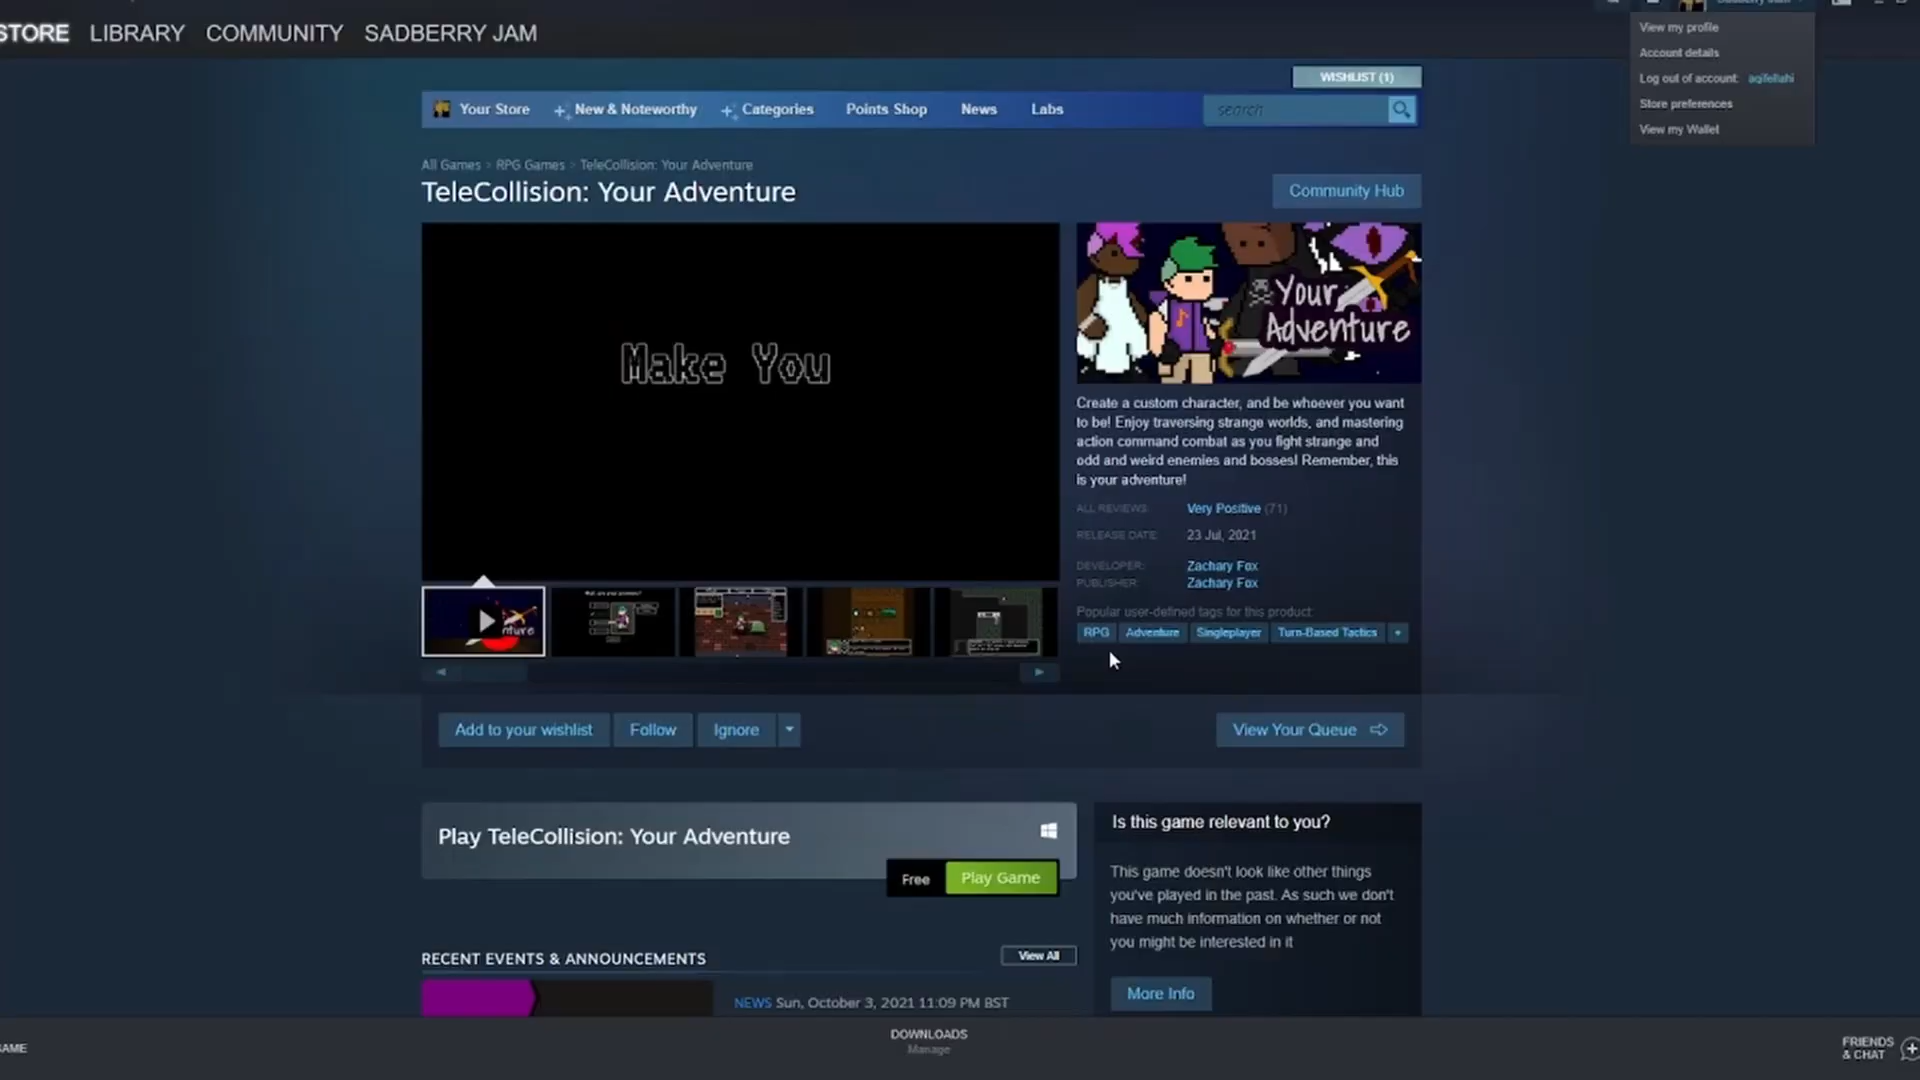 STORE LIBRARY COMMUNITY SADBERRY JAM
View my profile
Account details
Log out of account: aqifellahi
Store preferences
View my Wallet
WISHLIST (1)
Your Store New & Noteworthy Categories Points Shop News Labs search
All Games > RPG Games > TeleCollision: Your Adventure
TeleCollision: Your Adventure
Community Hub
Make You
Your
Adventure
Create a custom character, and be whoever you want
to be! Enjoy traversing strange worlds, and mastering
action command combat as you fight strange and
odd and weird enemies and bosses! Remember, this
is your adventure!
ALL REVIEWS: Very Positive (71)
RELEASE DATE: 23 Jul, 2021
DEVELOPER: Zachary Fox
PUBLISHER: Zachary Fox
Popular user-defined tags for this product:
RPG Adventure Singleplayer Turn-Based Tactics +
Add to your wishlist Follow Ignore
View Your Queue
Play TeleCollision: Your Adventure
Free Play Game
Is this game relevant to you?
This game doesn't look like other things
you've played in the past. As such we don't
have much information on whether or not
you might be interested in it
More Info
RECENT EVENTS & ANNOUNCEMENTS View All
NEWS Sun, October 3, 2021 11:09 PM BST
AME
DOWNLOADS
Manage
FRIENDS
& CHAT